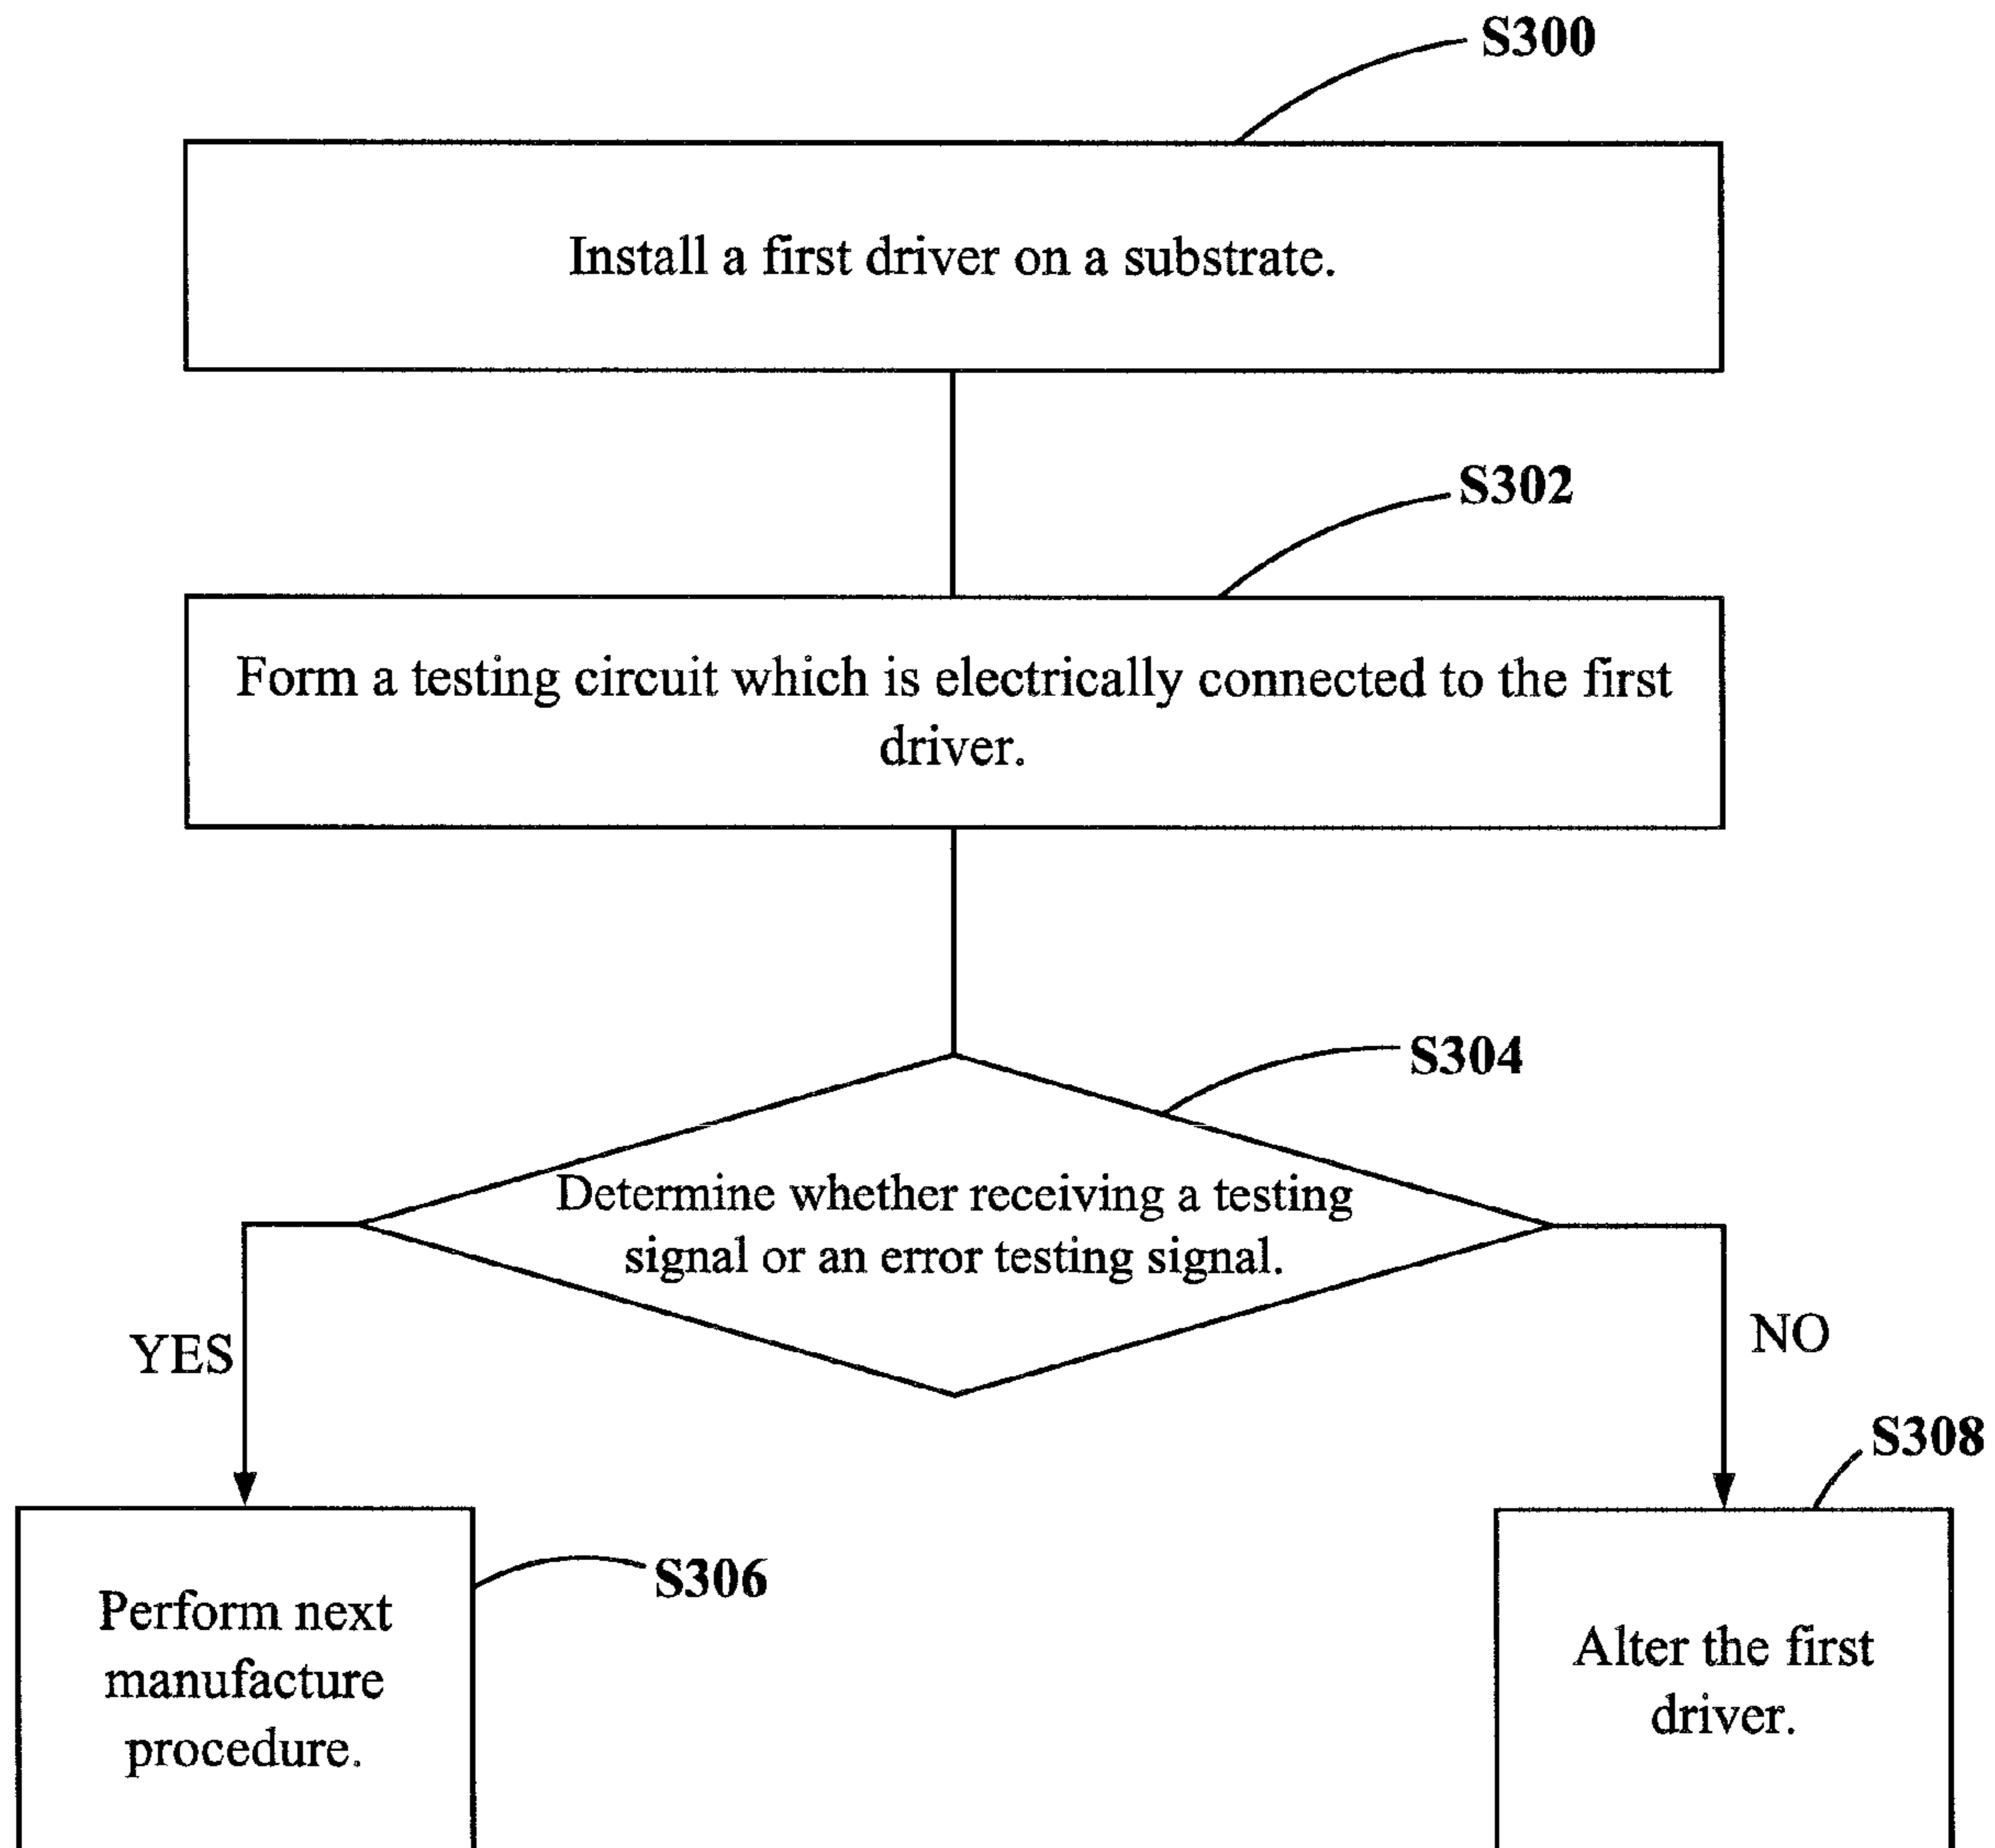 S300
Install a first driver on a substrate.
S302
Form a testing circuit which is electrically connected to the first
driver.
S304
Determine whether receiving a testing
signal or an error testing signal.
YES
NO
S308
S306
Perform next
manufacture
procedure.
Alter the first
driver.